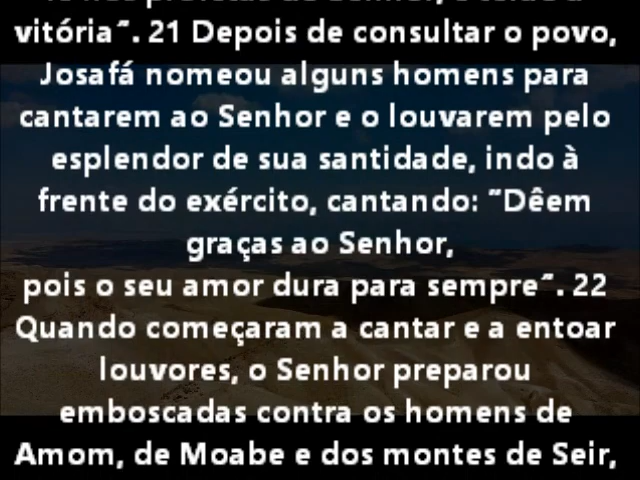 vitória”. 21 Depois de consultar o povo,
Josafá nomeou alguns homens para
cantarem ao Senhor e o louvarem pelo
esplendor de sua santidade, indo à
frente do exército, cantando: “Dêem
graças ao Senhor,
pois o seu amor dura para sempre”. 22
Quando começaram a cantar e a entoar
louvores, o Senhor preparou
emboscadas contra os homens de
Amom, de Moabe e dos montes de Seir,